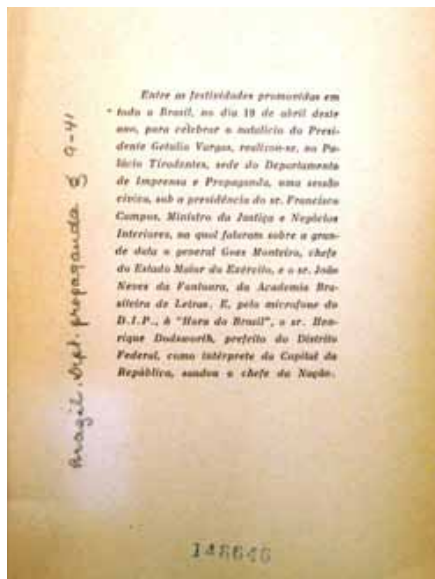 Entre as festividades promovidas em
todo o Brasil, no dia 19 de abril deste
ano, para celebrar o natalício do Presi-
dente Getulio Vargas, realizou-se, no Pa-
lácio Tiradentes, sede do Departamento
de Imprensa e Propaganda, uma sessão
cívica, sob a presidência do sr. Francisco
Campos, Ministro da Justiça e Negócios
Interiores, na qual falaram sobre a gran-
de data o general Goes Monteiro, chefe
do Estado Maior do Exército, e o sr. João
Neves da Fontoura, da Academia Bra-
sileira de Letras. E, pelo microfone do
D.I.P., à "Hora do Brasil", o sr. Hen-
rique Dodsworth, prefeito do Distrito
Federal, como intérprete da Capital da
República, saudou o chefe da Nação.
Brazil. Dept. propaganda 9-41
148646